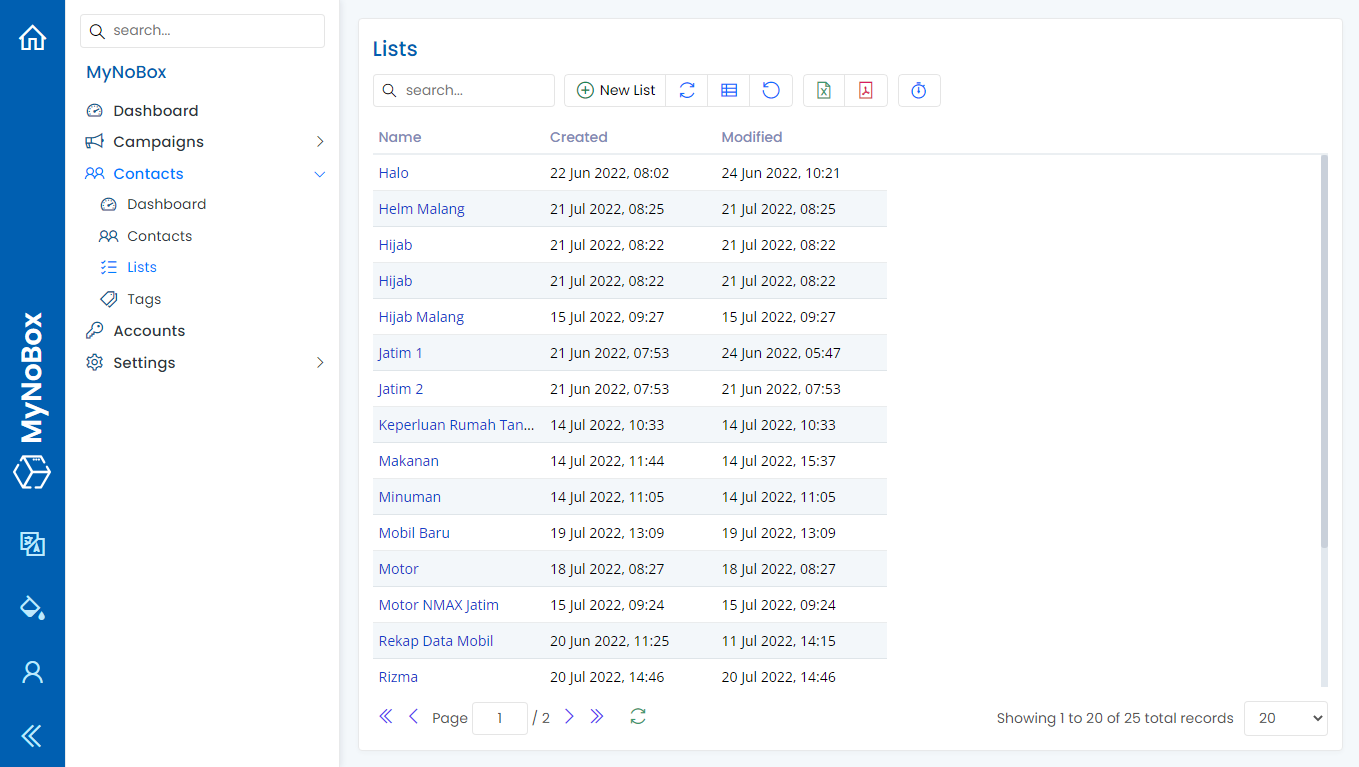 MyNoBox
search...
MyNoBox
Dashboard
Campaigns
Contacts
Dashboard
Contacts
Lists
Tags
Accounts
Settings
Lists
search...
New List
Name Created Modified
Halo 22 Jun 2022, 08:02 24 Jun 2022, 10:21
Helm Malang 21 Jul 2022, 08:25 21 Jul 2022, 08:25
Hijab 21 Jul 2022, 08:22 21 Jul 2022, 08:22
Hijab 21 Jul 2022, 08:22 21 Jul 2022, 08:22
Hijab Malang 15 Jul 2022, 09:27 15 Jul 2022, 09:27
Jatim 1 21 Jun 2022, 07:53 24 Jun 2022, 05:47
Jatim 2 21 Jun 2022, 07:53 21 Jun 2022, 07:53
Keperluan Rumah Tan... 14 Jul 2022, 10:33 14 Jul 2022, 10:33
Makanan 14 Jul 2022, 11:44 14 Jul 2022, 15:37
Minuman 14 Jul 2022, 11:05 14 Jul 2022, 11:05
Mobil Baru 19 Jul 2022, 13:09 19 Jul 2022, 13:09
Motor 18 Jul 2022, 08:27 18 Jul 2022, 08:27
Motor NMAX Jatim 15 Jul 2022, 09:24 15 Jul 2022, 09:24
Rekap Data Mobil 20 Jun 2022, 11:25 11 Jul 2022, 14:15
Rizma 20 Jul 2022, 14:46 20 Jul 2022, 14:46
Page 1 / 2 Showing 1 to 20 of 25 total records 20